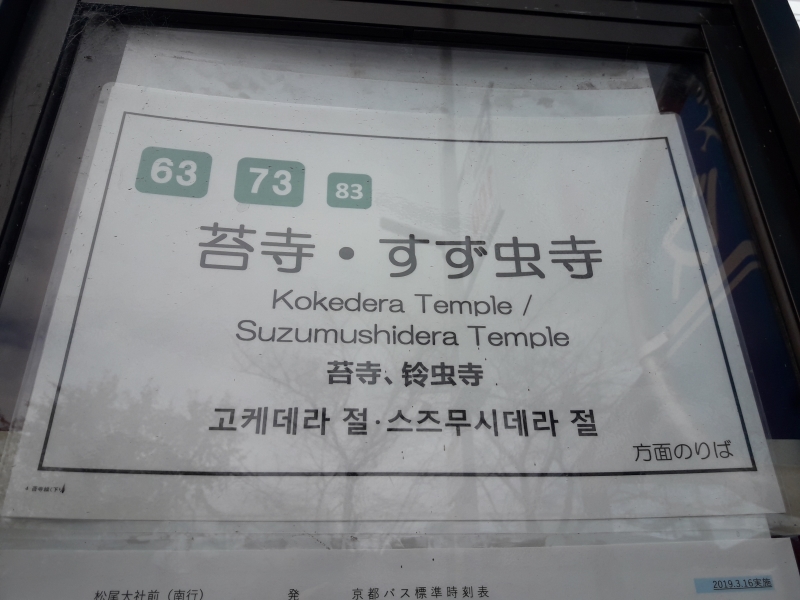 63 73 83
苔寺・すず虫寺
Kokedera Temple /
Suzumushidera Temple
苔寺、铃虫寺
고케데라 절·스즈무시데라 절
方面のりば
松尾大社前（南行） 発 京都バス標準時刻表 2019.3.16実施